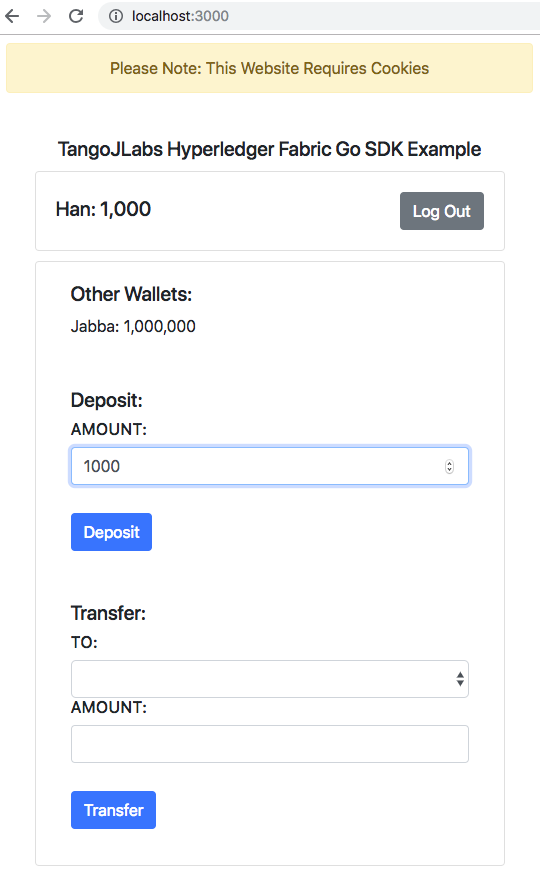 localhost:3000
Please Note: This Website Requires Cookies
TangoJLabs Hyperledger Fabric Go SDK Example
Han: 1,000
Log Out
Other Wallets:
Jabba: 1,000,000
Deposit:
AMOUNT:
1000
Deposit
Transfer:
TO:
AMOUNT:
Transfer